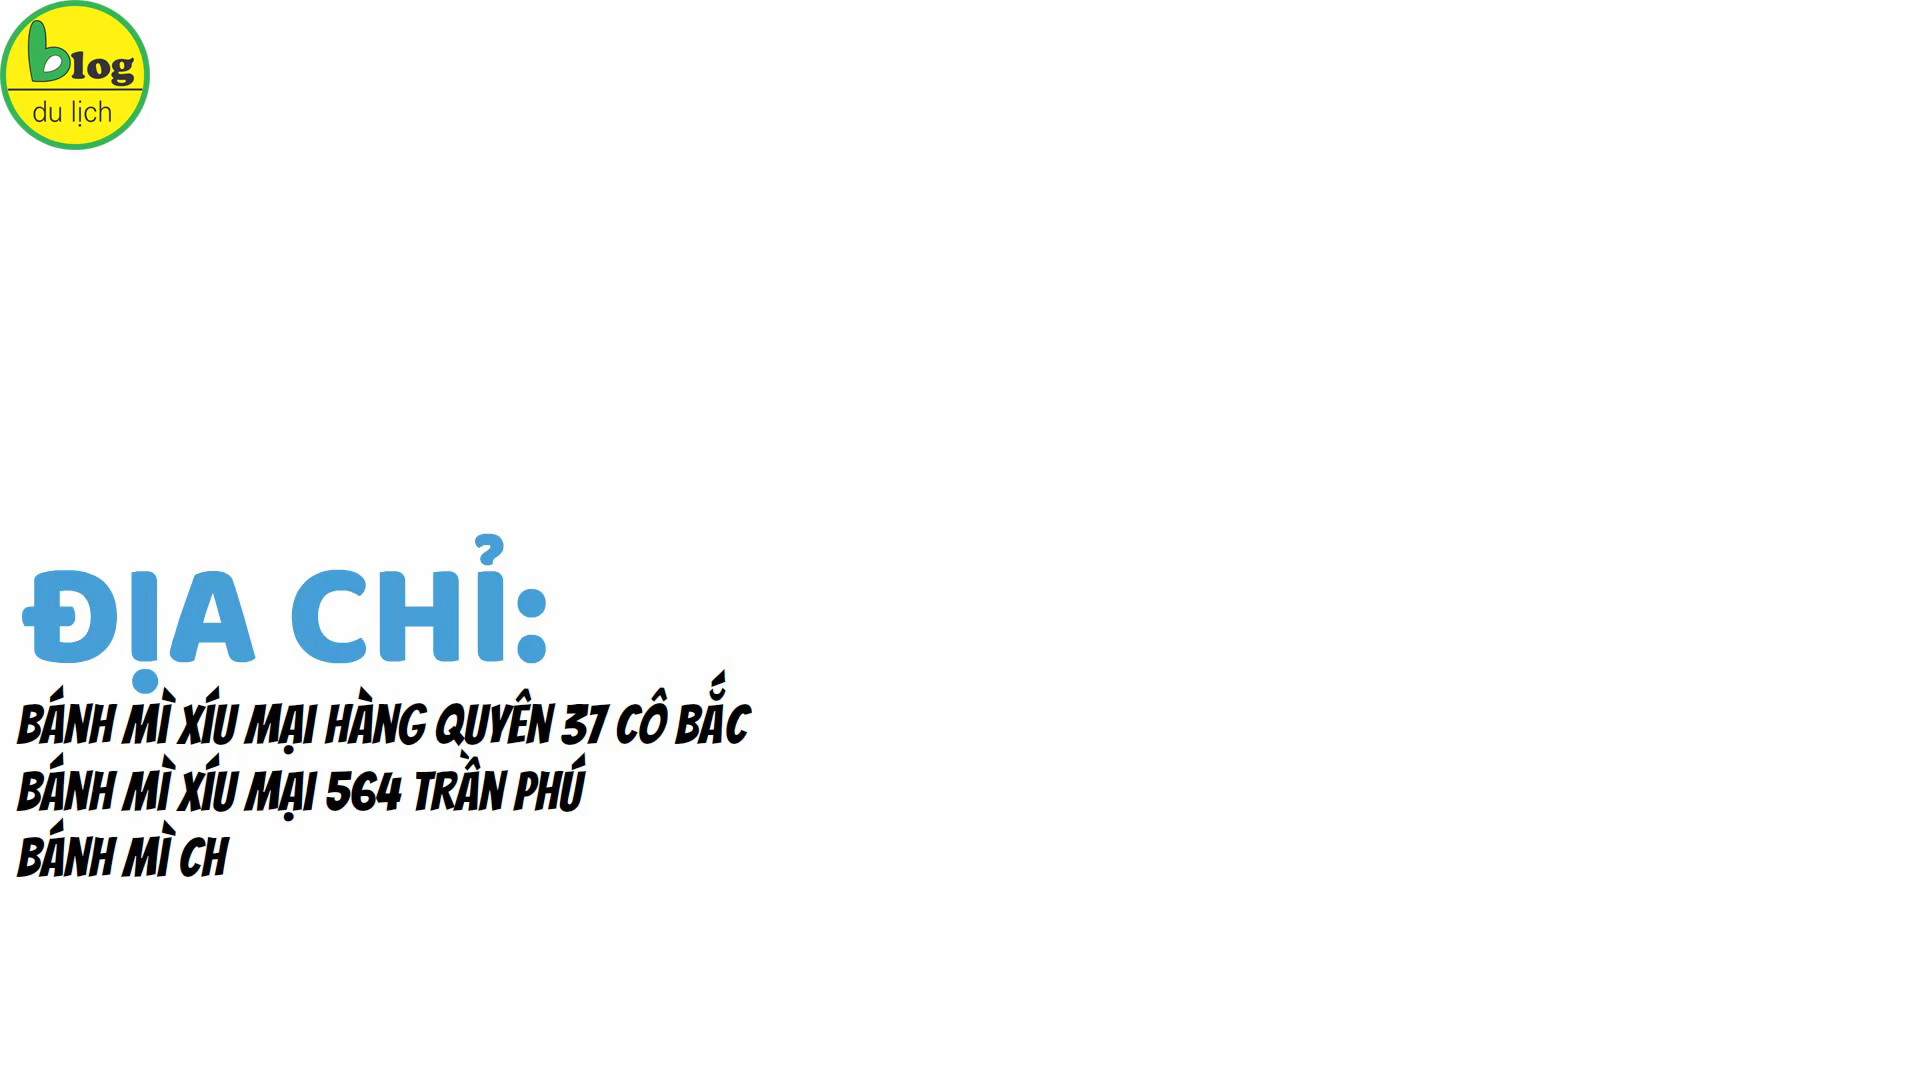 blog
du lịch
ĐỊA CHỈ:
BÁNH MÌ XÍU MẠI HÀNG QUYÊN 37 CÔ BẮC
BÁNH MÌ XÍU MẠI 564 TRẦN PHÚ
BÁNH MÌ CH